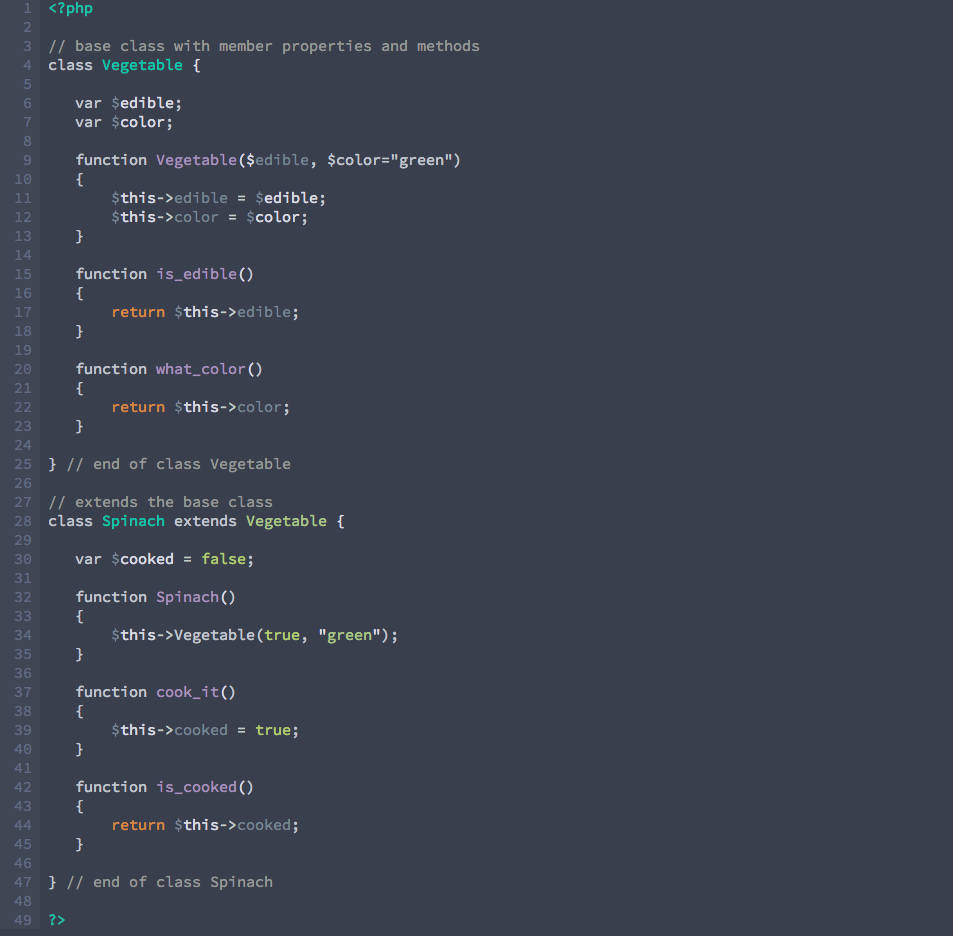 1 <?php
2
3 // base class with member properties and methods
4 class Vegetable {
5
6    var $edible;
7    var $color;
8
9    function Vegetable($edible, $color="green")
10    {
11        $this->edible = $edible;
12        $this->color = $color;
13    }
14
15    function is_edible()
16    {
17        return $this->edible;
18    }
19
20    function what_color()
21    {
22        return $this->color;
23    }
24
25 } // end of class Vegetable
26
27 // extends the base class
28 class Spinach extends Vegetable {
29
30    var $cooked = false;
31
32    function Spinach()
33    {
34        $this->Vegetable(true, "green");
35    }
36
37    function cook_it()
38    {
39        $this->cooked = true;
40    }
41
42    function is_cooked()
43    {
44        return $this->cooked;
45    }
46
47 } // end of class Spinach
48
49 ?>